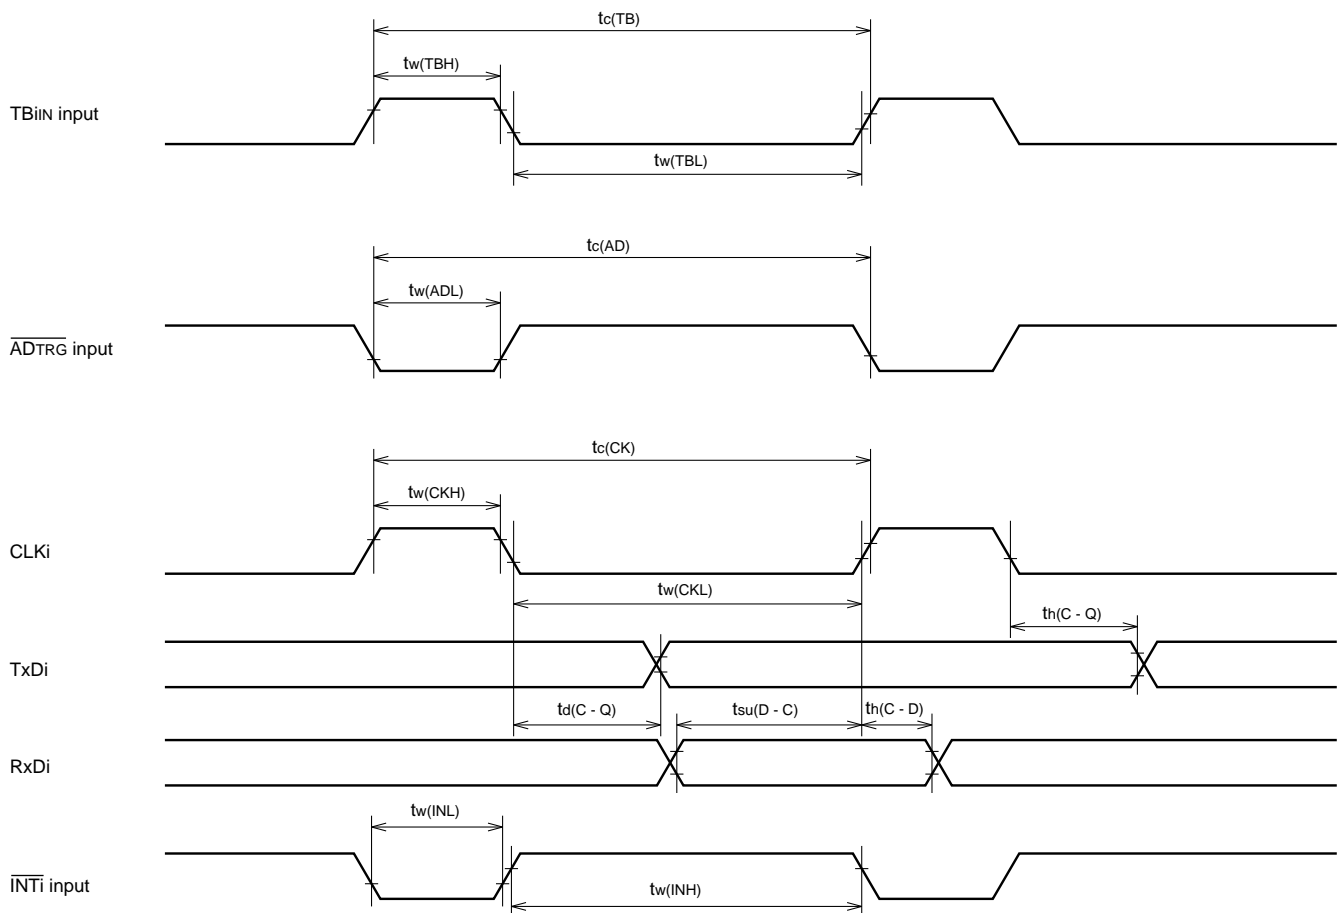 tc(TB)
tw(TBH)
TBiIN input
tw(TBL)
tc(AD)
tw(ADL)
ADTRG input
tc(CK)
tw(CKH)
CLKi
tw(CKL)
th(C - Q)
TxDi
td(C - Q)
tsu(D - C)
th(C - D)
RxDi
tw(INL)
INTi input
tw(INH)